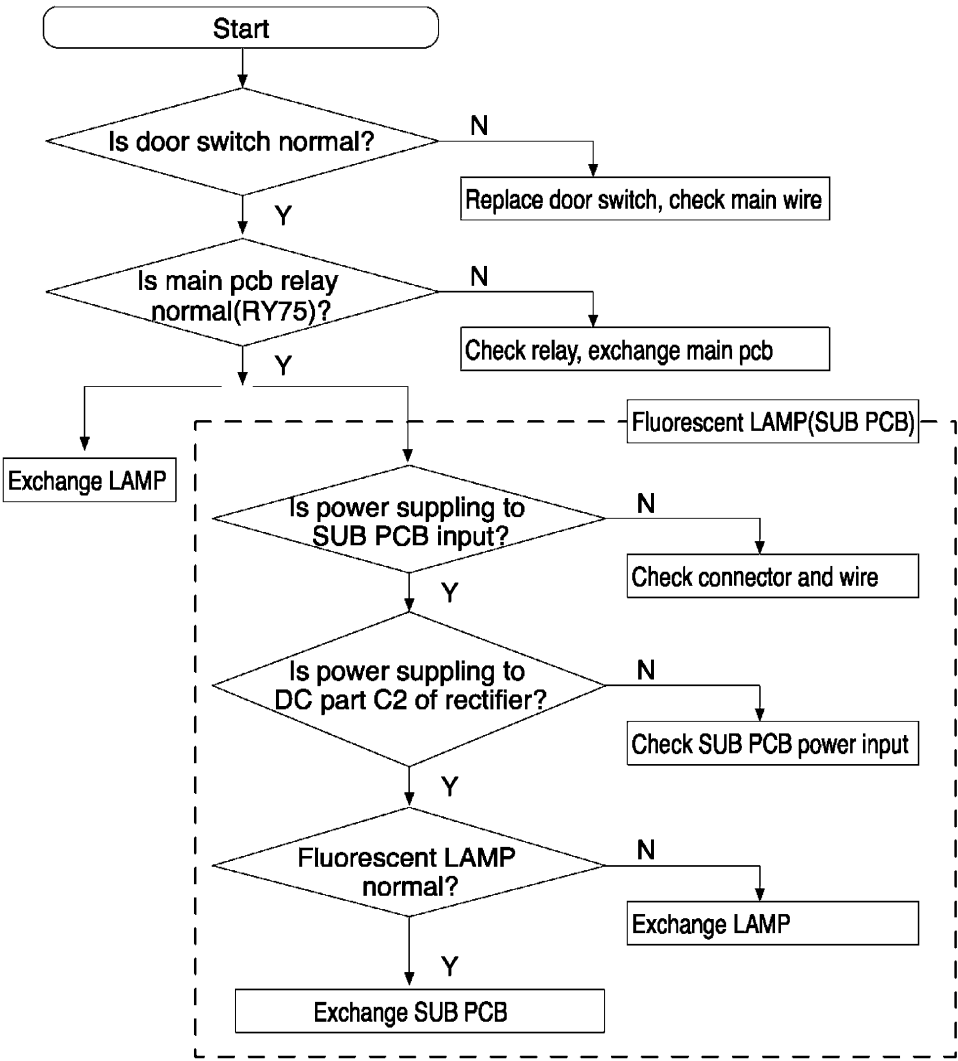 Start
Is door switch normal?
N
Replace door switch, check main wire
Y
Is main pcb relay
normal(RY75)?
N
Check relay, exchange main pcb
Y
Fluorescent LAMP(SUB PCB)
Exchange LAMP
Is power suppling to
SUB PCB input?
N
Check connector and wire
Y
Is power suppling to
DC part C2 of rectifier?
N
Check SUB PCB power input
Y
Fluorescent LAMP
normal?
N
Exchange LAMP
Y
Exchange SUB PCB